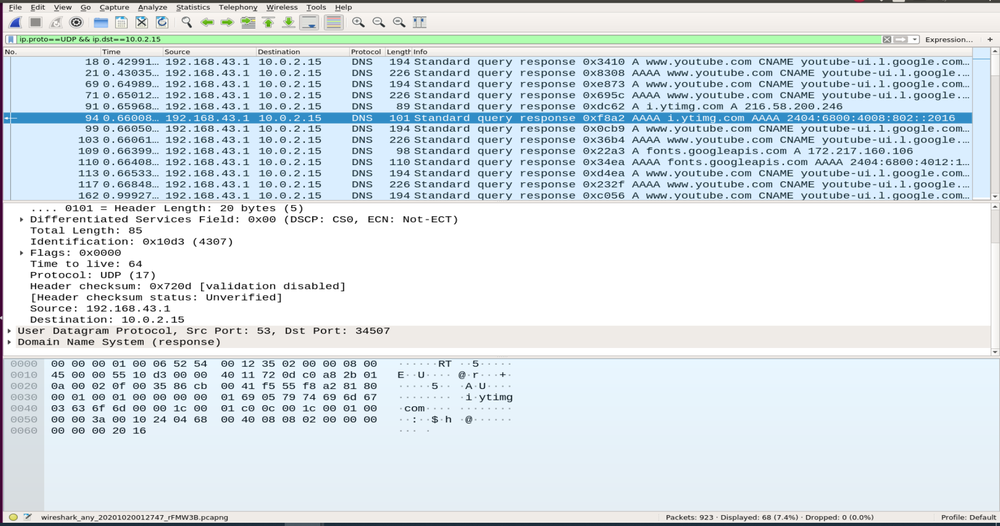 File Edit View Go Capture Analyze Statistics Telephony Wireless Tools Help
ip.proto==UDP && ip.dst==10.0.2.15 Expression… +
No. Time Source Destination Protocol Length Info
18 0.42991… 192.168.43.1 10.0.2.15 DNS 194 Standard query response 0x3410 A www.youtube.com CNAME youtube-ui.l.google.com…
21 0.43035… 192.168.43.1 10.0.2.15 DNS 226 Standard query response 0x8308 AAAA www.youtube.com CNAME youtube-ui.l.google.…
69 0.64989… 192.168.43.1 10.0.2.15 DNS 194 Standard query response 0xe873 A www.youtube.com CNAME youtube-ui.l.google.com…
71 0.65012… 192.168.43.1 10.0.2.15 DNS 226 Standard query response 0x695c AAAA www.youtube.com CNAME youtube-ui.l.google.…
91 0.65968… 192.168.43.1 10.0.2.15 DNS 89 Standard query response 0xdc62 A i.ytimg.com A 216.58.200.246
94 0.66008… 192.168.43.1 10.0.2.15 DNS 101 Standard query response 0xf8a2 AAAA i.ytimg.com AAAA 2404:6800:4008:802::2016
99 0.66050… 192.168.43.1 10.0.2.15 DNS 194 Standard query response 0x0cb9 A www.youtube.com CNAME youtube-ui.l.google.com…
103 0.66061… 192.168.43.1 10.0.2.15 DNS 226 Standard query response 0x36b4 AAAA www.youtube.com CNAME youtube-ui.l.google.…
109 0.66399… 192.168.43.1 10.0.2.15 DNS 98 Standard query response 0x22a3 A fonts.googleapis.com A 172.217.160.106
110 0.66408… 192.168.43.1 10.0.2.15 DNS 110 Standard query response 0x34ea AAAA fonts.googleapis.com AAAA 2404:6800:4012:1…
113 0.66533… 192.168.43.1 10.0.2.15 DNS 194 Standard query response 0xd4ea A www.youtube.com CNAME youtube-ui.l.google.com…
117 0.66848… 192.168.43.1 10.0.2.15 DNS 226 Standard query response 0x232f AAAA www.youtube.com CNAME youtube-ui.l.google.…
162 0.99927… 192.168.43.1 10.0.2.15 DNS 194 Standard query response 0xc056 A www.youtube.com CNAME youtube-ui.l.google.com…
.... 0101 = Header Length: 20 bytes (5)
Differentiated Services Field: 0x00 (DSCP: CS0, ECN: Not-ECT)
Total Length: 85
Identification: 0x10d3 (4307)
Flags: 0x0000
Time to live: 64
Protocol: UDP (17)
Header checksum: 0x720d [validation disabled]
[Header checksum status: Unverified]
Source: 192.168.43.1
Destination: 10.0.2.15
User Datagram Protocol, Src Port: 53, Dst Port: 34507
Domain Name System (response)
0000 00 00 00 01 00 06 52 54 00 12 35 02 00 00 08 00 ······RT ··5·····
0010 45 00 00 55 10 d3 00 00 40 11 72 0d c0 a8 2b 01 E··U···· @·r···+·
0020 0a 00 02 0f 00 35 86 cb 00 41 f5 55 f8 a2 81 80 ·····5·· ·A·U····
0030 00 01 00 01 00 00 00 00 01 69 05 79 74 69 6d 67 ········ ·i·ytimg
0040 03 63 6f 6d 00 00 1c 00 01 c0 0c 00 1c 00 01 00 ·com···· ········
0050 00 00 3a 00 10 24 04 68 00 40 08 08 02 00 00 00 ··:··$·h ·@······
0060 00 00 00 20 16 ··· ·
wireshark_any_20201020012747_rFMW3B.pcapng Packets: 923 · Displayed: 68 (7.4%) · Dropped: 0 (0.0%) Profile: Default